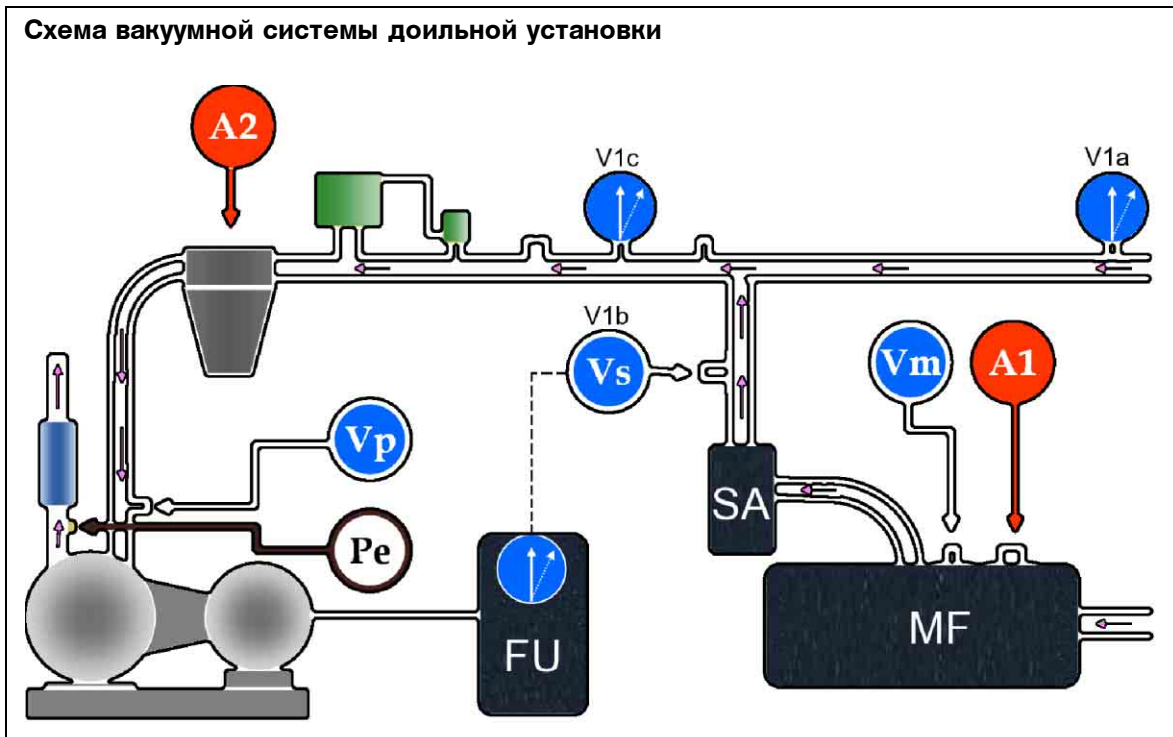 Схема вакуумной системы доильной установки
A2
V1c
V1a
V1b
Vs
Vm
A1
Vp
SA
Pe
FU
MF